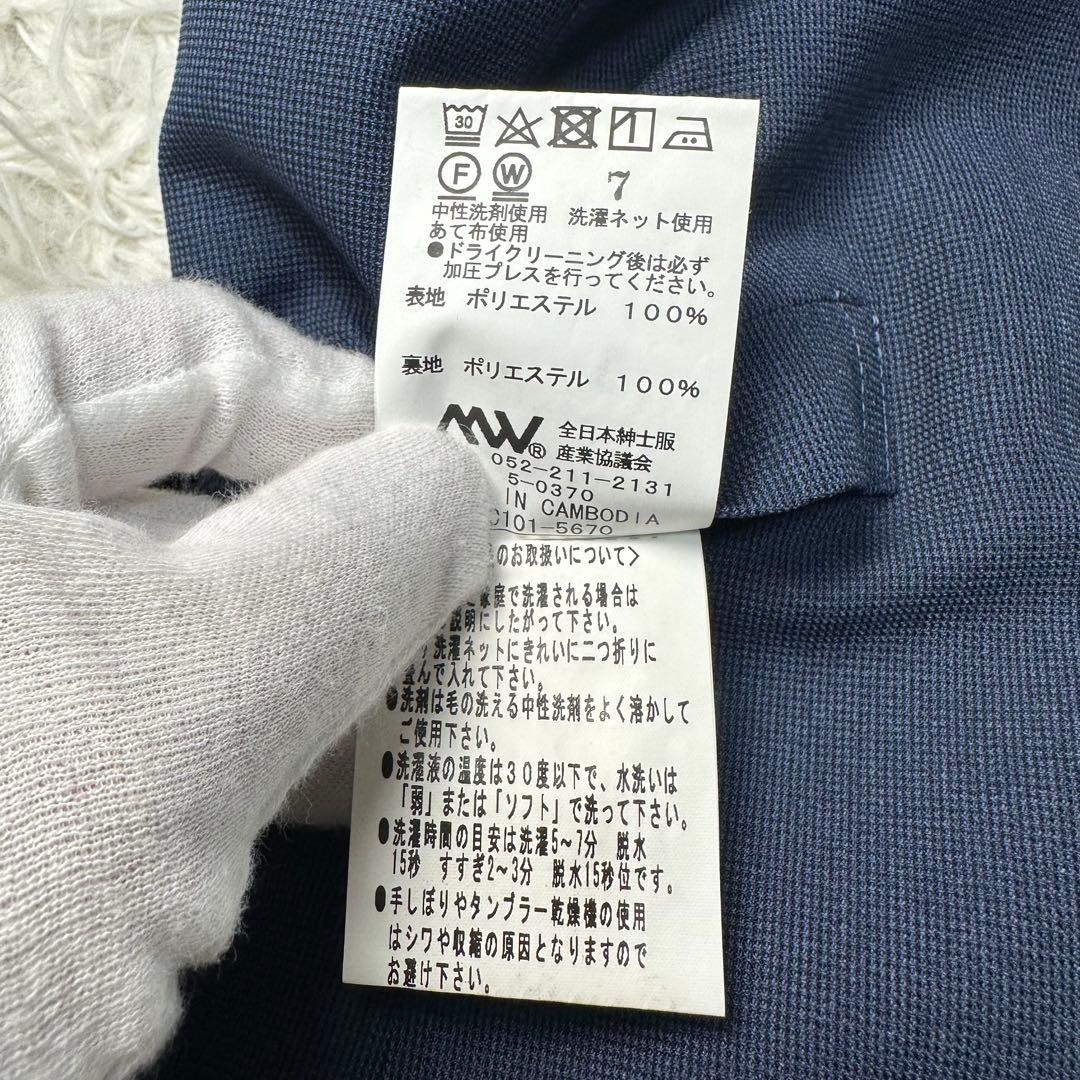 30
F W 7
中性洗剤使用 洗濯ネット使用
あて布使用
●ドライクリーニング後は必ず
加圧プレスを行ってください。
表地 ポリエステル 100%
裏地 ポリエステル 100%
MW® 全日本紳士服
産業協議会
052-211-2131
5-0370
IN CAMBODIA
C101-5670
のお取扱いについて>
家庭で洗濯される場合は
説明にしたがって下さい。
洗濯ネットにきれいに二つ折りに
畳んで入れて下さい。
●洗剤は毛の洗える中性洗剤をよく溶かして
ご使用下さい。
●洗濯液の温度は30度以下で、水洗いは
「弱」または「ソフト」で洗って下さい。
●洗濯時間の目安は洗濯5~7分 脱水
15秒 すすぎ2~3分 脱水15秒位です。
●手しぼりやタンブラー乾燥機の使用
はシワや収縮の原因となりますので
お避け下さい。